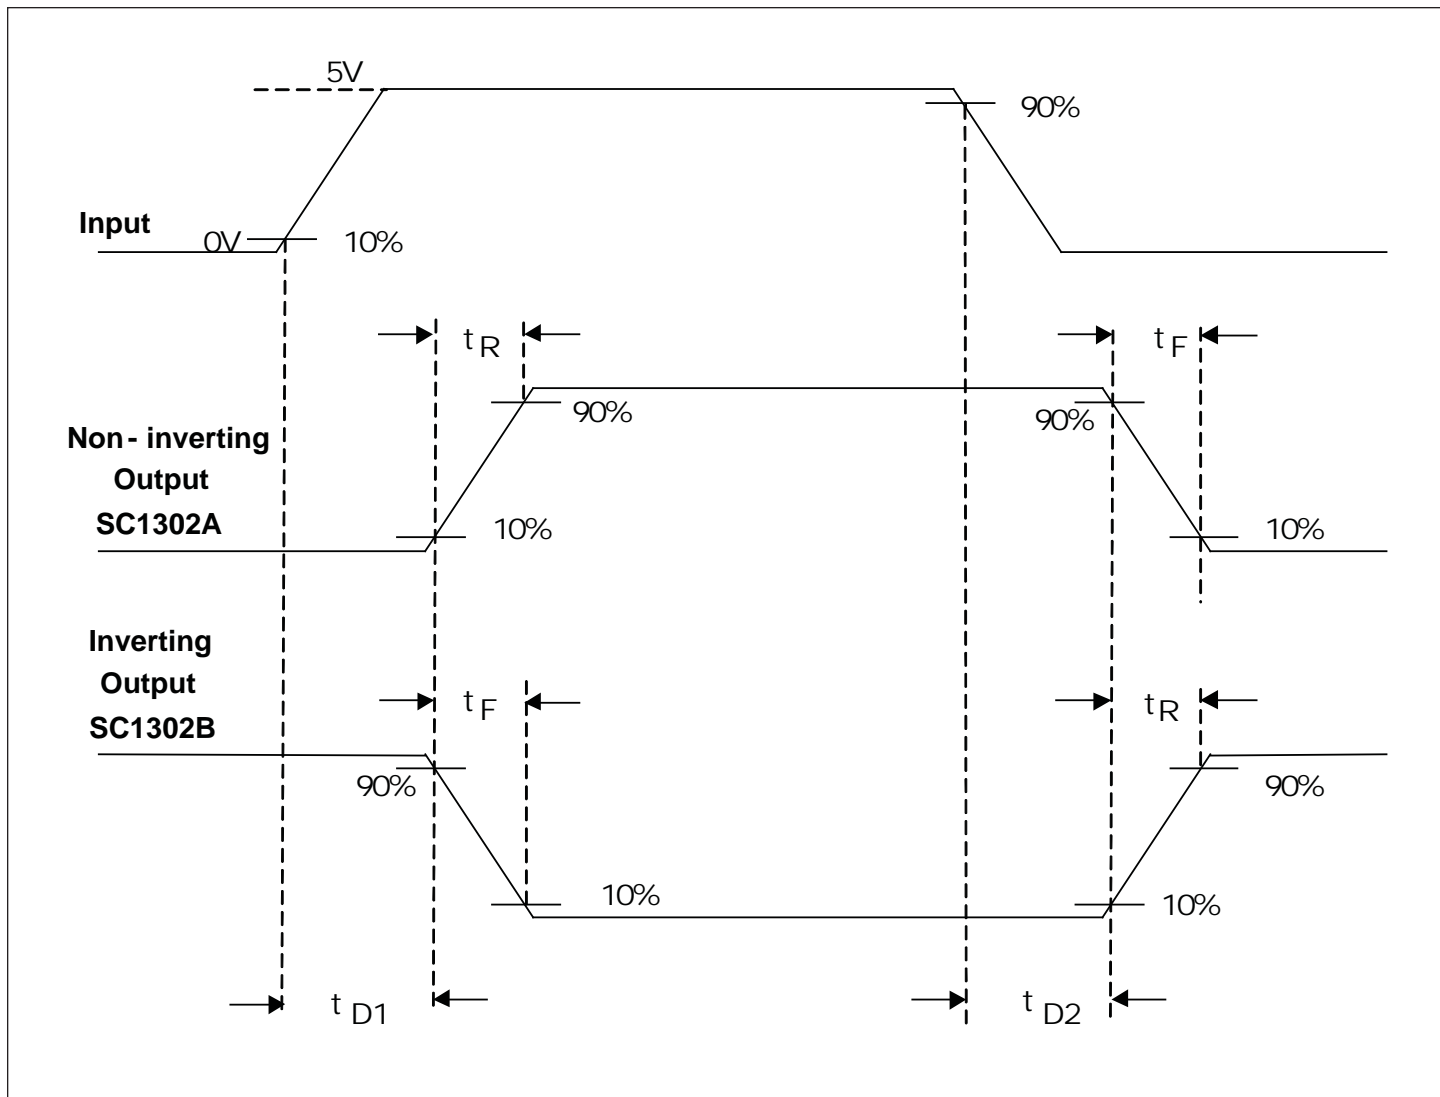 5V
90%
Input
0V
10%
t R
t F
90%
90%
Non- inverting
Output
SC1302A
10%
10%
Inverting
Output
SC1302B
t F
t R
90%
90%
10%
10%
t D1
t D2